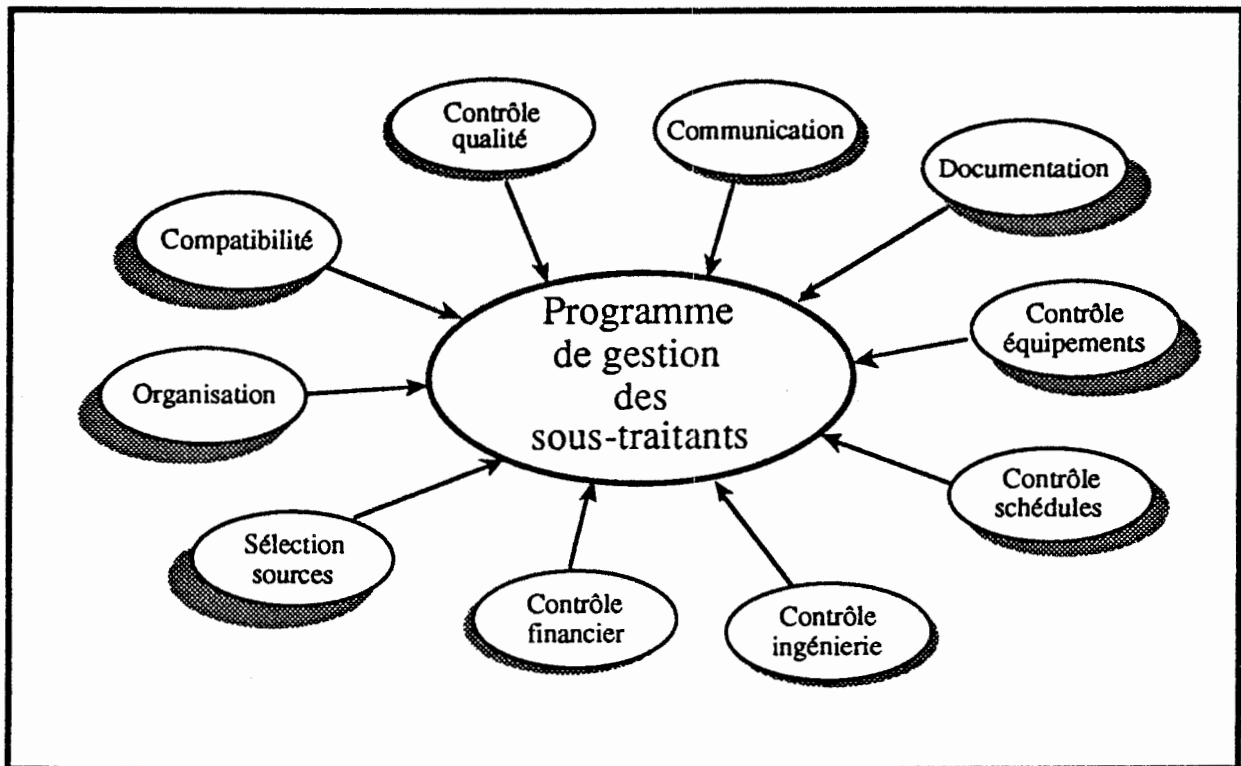 Contrôle
qualité
Communication
Documentation
Compatibilité
Contrôle
équipements
Programme
de gestion
des
sous-traitants
Organisation
Contrôle
schédules
Sélection
sources
Contrôle
financier
Contrôle
ingénierie